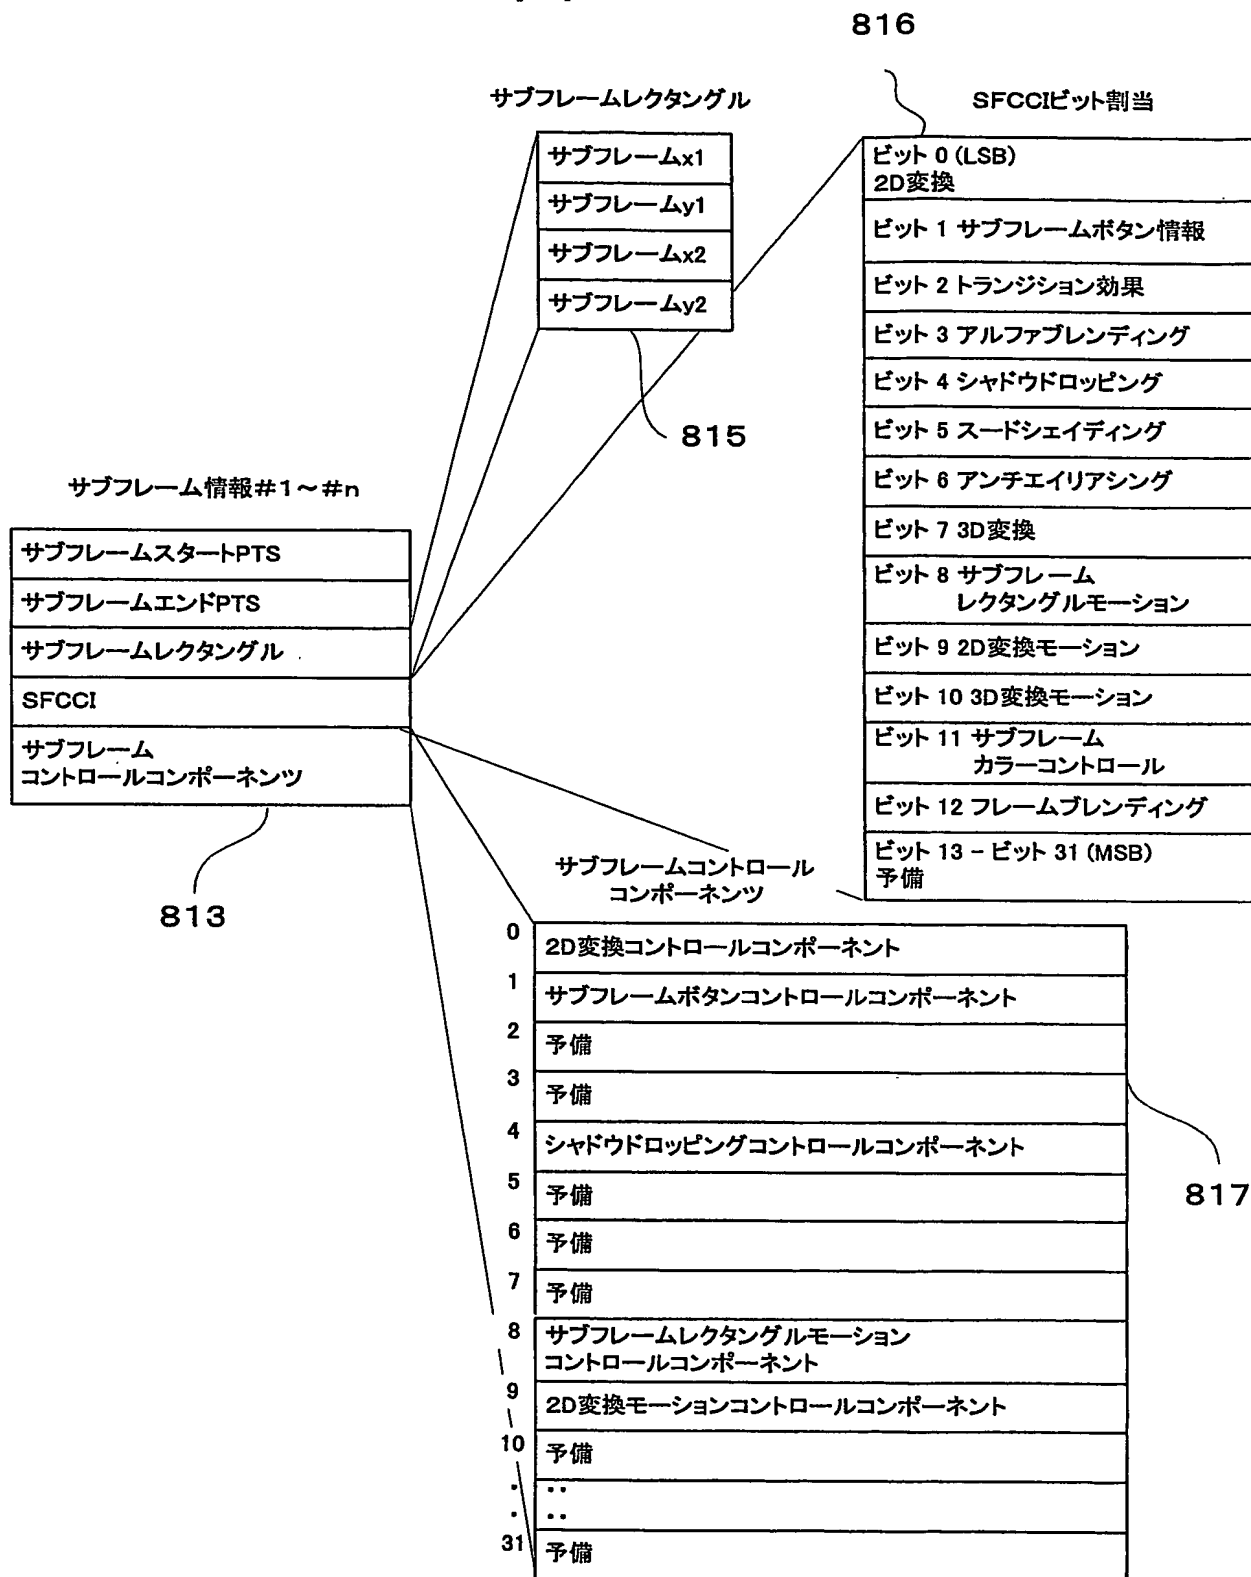 816
サブフレームレクタングル
サブフレームx1
サブフレームy1
サブフレームx2
サブフレームy2
815
SFCCIビット割当
ビット 0 (LSB)
2D変換
ビット 1 サブフレームボタン情報
ビット 2 トランジション効果
ビット 3 アルファブレンディング
ビット 4 シャドウドロッピング
ビット 5 スードシェイディング
ビット 6 アンチエイリアシング
ビット 7 3D変換
ビット 8 サブフレーム
レクタングルモーション
ビット 9 2D変換モーション
ビット 10 3D変換モーション
ビット 11 サブフレーム
カラーコントロール
ビット 12 フレームブレンディング
ビット 13 - ビット 31 (MSB)
予備
サブフレーム情報#1~#n
サブフレームスタートPTS
サブフレームエンドPTS
サブフレームレクタングル
SFCCI
サブフレーム
コントロールコンポーネンツ
813
サブフレームコントロール
コンポーネンツ
0 2D変換コントロールコンポーネント
1 サブフレームボタンコントロールコンポーネント
2 予備
3 予備
4 シャドウドロッピングコントロールコンポーネント
5 予備
6 予備
7 予備
8 サブフレームレクタングルモーション
コントロールコンポーネント
9 2D変換モーションコントロールコンポーネント
10 予備
. ..
. ..
31 予備
817